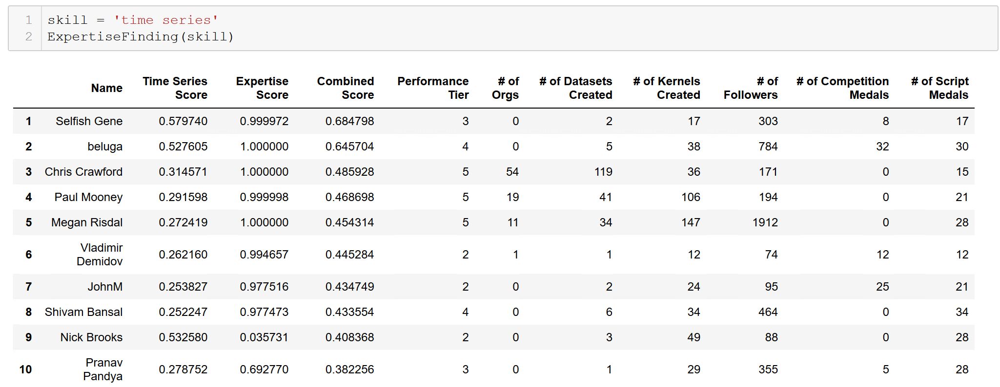 1 skill = 'time series'
2 ExpertiseFinding(skill)
Name Time Series Score Expertise Score Combined Score Performance Tier # of Orgs # of Datasets Created # of Kernels Created # of Followers # of Competition Medals # of Script Medals
1 Selfish Gene 0.579740 0.999972 0.684798 3 0 2 17 303 8 17
2 beluga 0.527605 1.000000 0.645704 4 0 5 38 784 32 30
3 Chris Crawford 0.314571 1.000000 0.485928 5 54 119 36 171 0 15
4 Paul Mooney 0.291598 0.999998 0.468698 5 19 41 106 194 0 21
5 Megan Risdal 0.272419 1.000000 0.454314 5 11 34 147 1912 0 28
6 Vladimir Demidov 0.262160 0.994657 0.445284 2 1 1 12 74 12 12
7 JohnM 0.253827 0.977516 0.434749 2 0 2 24 95 25 21
8 Shivam Bansal 0.252247 0.977473 0.433554 4 0 6 34 464 0 34
9 Nick Brooks 0.532580 0.035731 0.408368 2 0 3 49 88 0 28
10 Pranav Pandya 0.278752 0.692770 0.382256 3 0 1 29 355 5 28